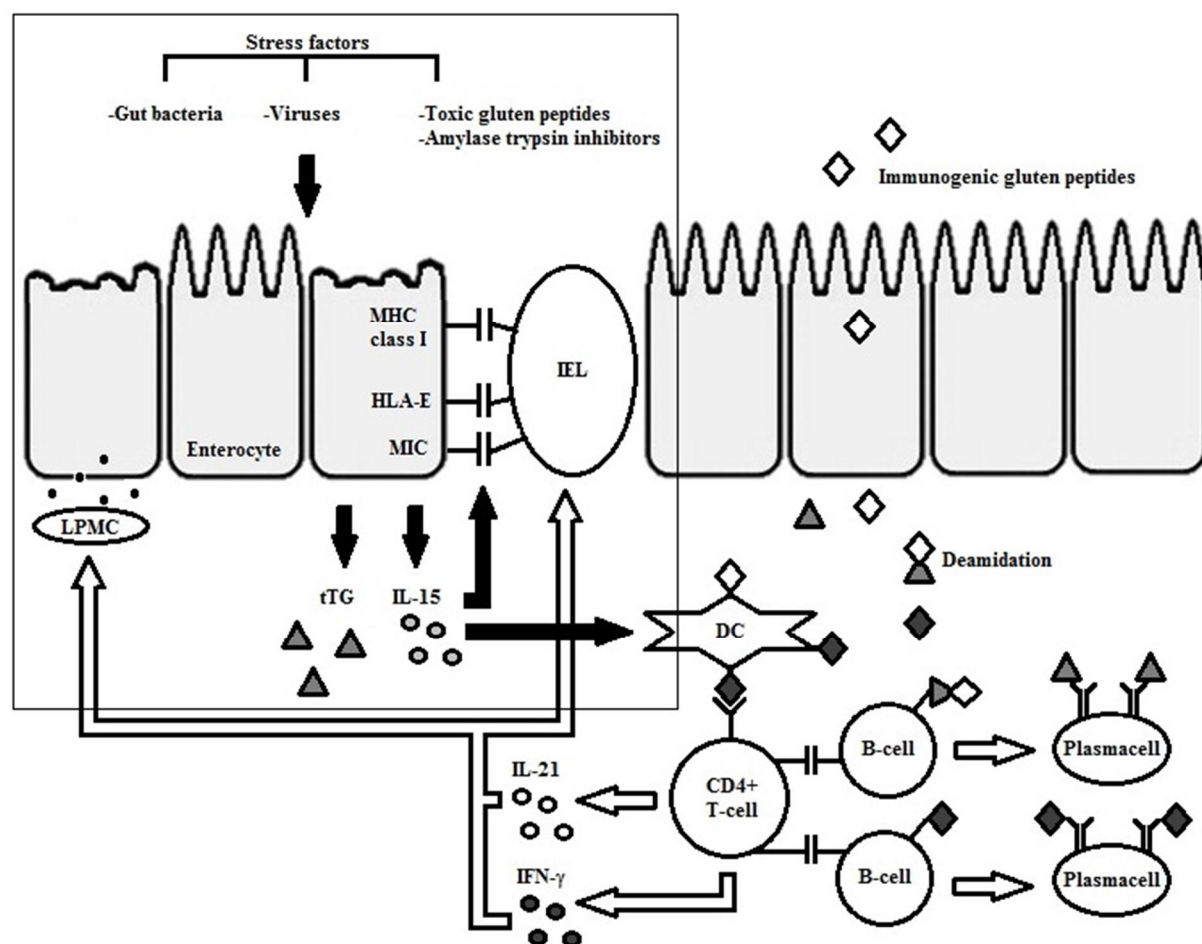 Stress factors
-Gut bacteria
-Viruses
-Toxic gluten peptides
-Amylase trypsin inhibitors
Immunogenic gluten peptides
MHC
class I
IEL
HLA-E
Enterocyte
MIC
LPMC
Deamidation
tTG
IL-15
DC
B-cell
Plasmacell
IL-21
CD4+
T-cell
IFN-γ
B-cell
Plasmacell